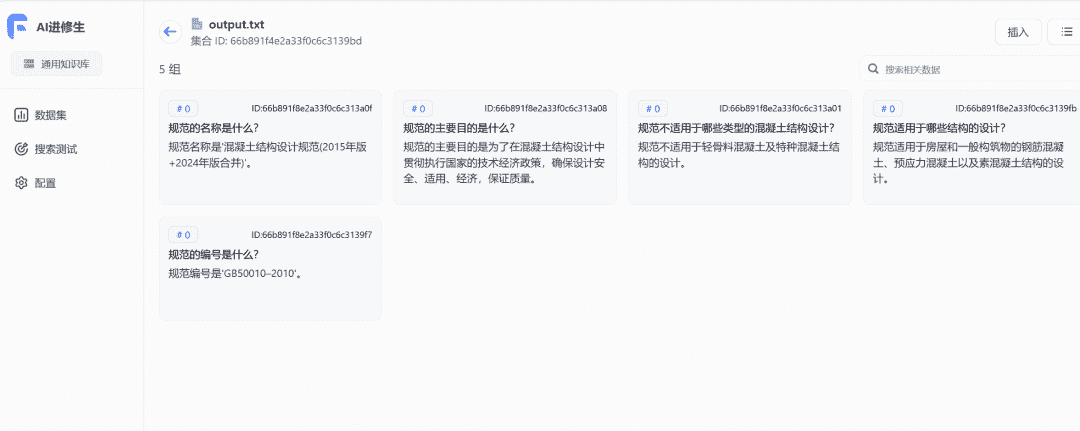 AI进修生
通用知识库
数据集
搜索测试
配置
output.txt
集合 ID: 66b891f4e2a33f0c6c3139bd
插入
5 组
搜索相关数据
# 0 ID:66b891f8e2a33f0c6c313a0f
规范的名称是什么？
规范名称是'混凝土结构设计规范(2015年版
+2024年版合并)'。
# 0 ID:66b891f8e2a33f0c6c313a08
规范的主要目的是什么？
规范的主要目的是为了在混凝土结构设计中
贯彻执行国家的技术经济政策，确保设计安
全、适用、经济，保证质量。
# 0 ID:66b891f8e2a33f0c6c313a01
规范不适用于哪些类型的混凝土结构设计？
规范不适用于轻骨料混凝土及特种混凝土结
构的设计。
# 0 ID:66b891f8e2a33f0c6c3139fb
规范适用于哪些结构的设计？
规范适用于房屋和一般构筑物的钢筋混凝
土、预应力混凝土以及素混凝土结构的设
计。
# 0 ID:66b891f8e2a33f0c6c3139f7
规范的编号是什么？
规范编号是'GB50010–2010'。